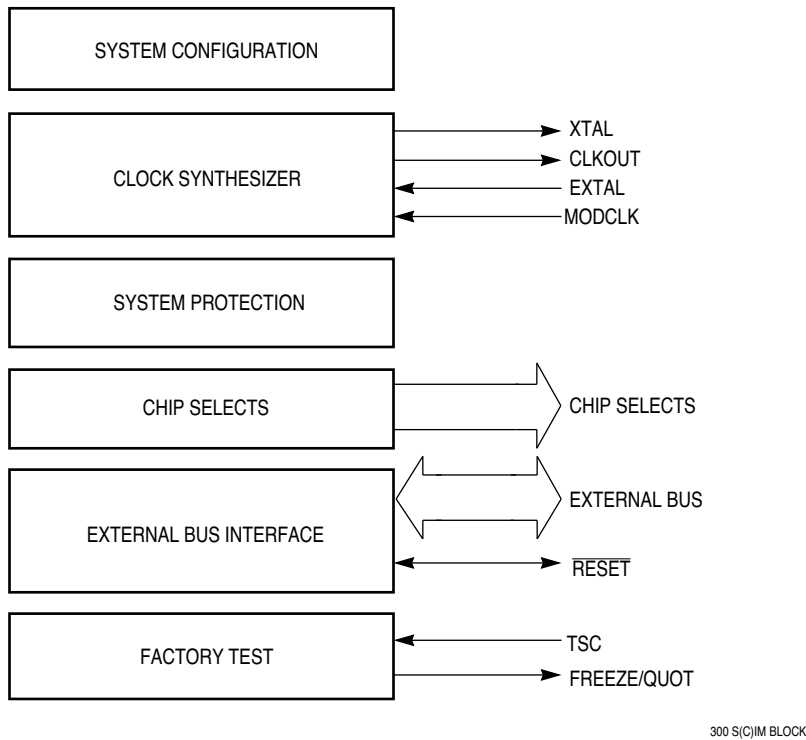 SYSTEM CONFIGURATION
CLOCK SYNTHESIZER
XTAL
CLKOUT
EXTAL
MODCLK
SYSTEM PROTECTION
CHIP SELECTS
CHIP SELECTS
EXTERNAL BUS INTERFACE
EXTERNAL BUS
RESET
FACTORY TEST
TSC
FREEZE/QUOT
300 S(C)IM BLOCK